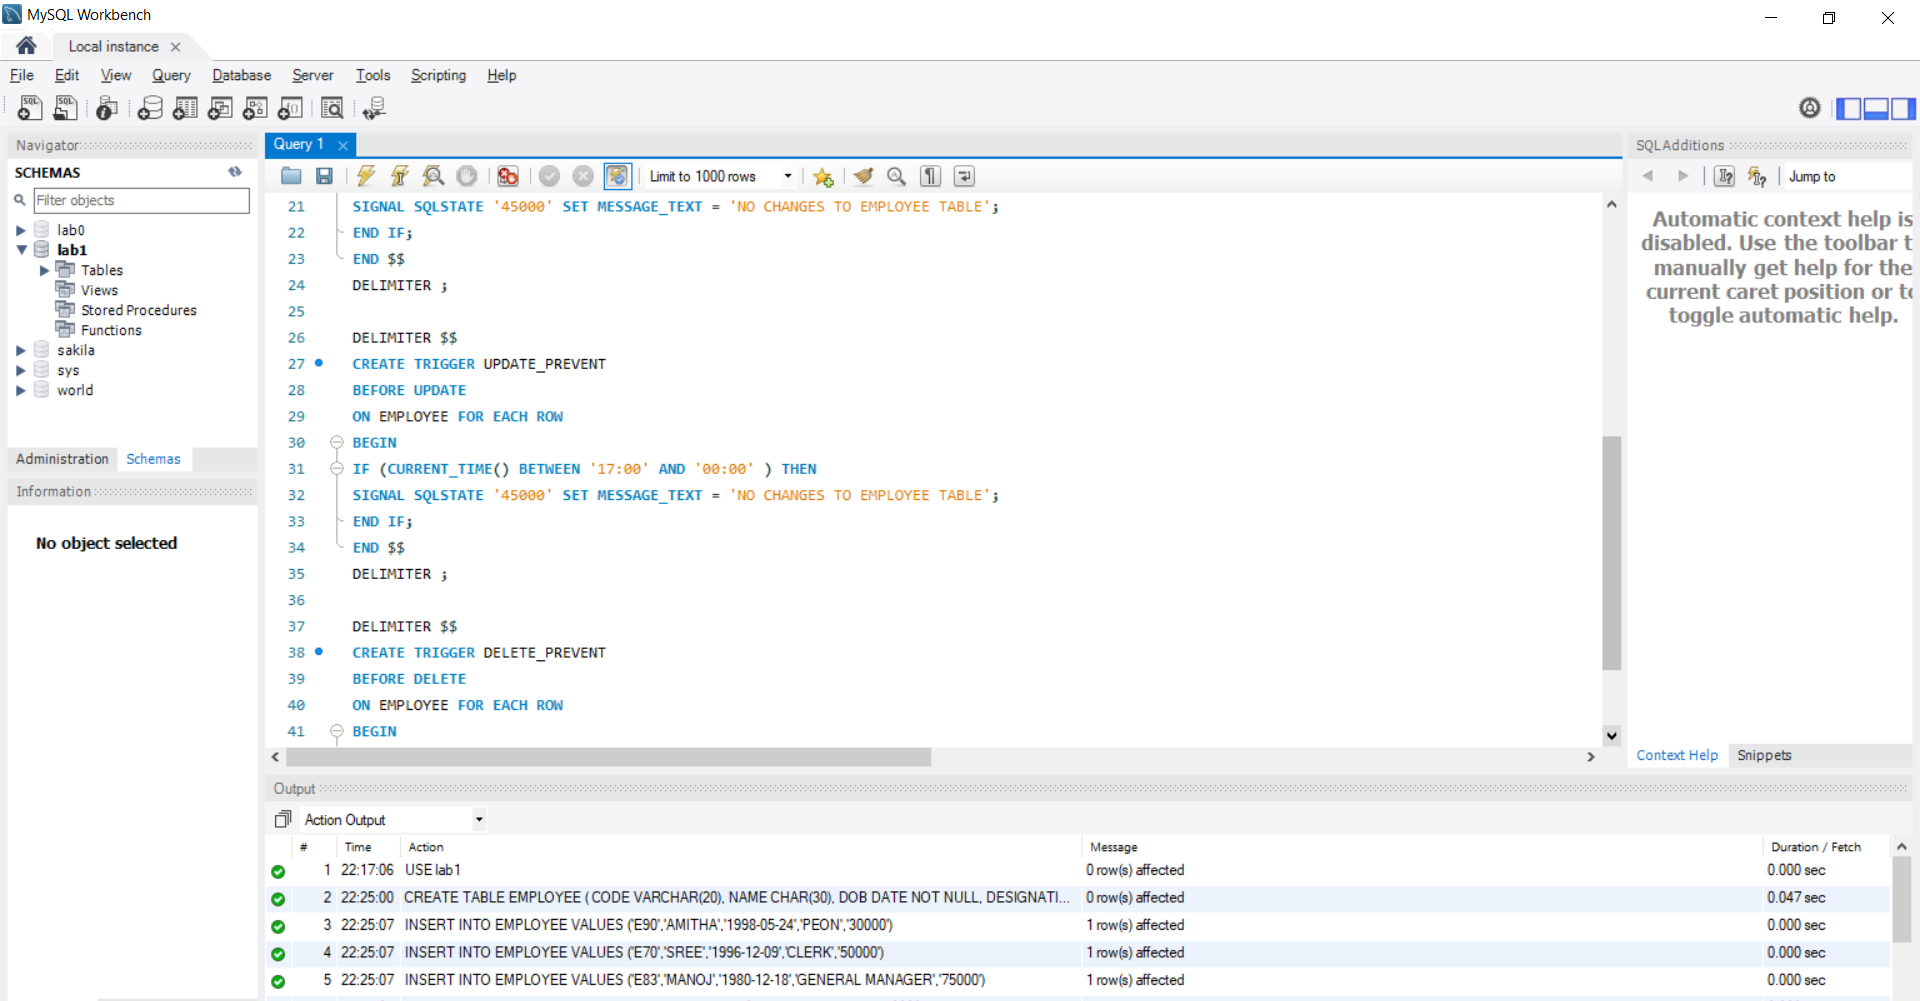 MySQL Workbench
Local instance
File Edit View Query Database Server Tools Scripting Help
Navigator
SCHEMAS
Filter objects
lab0
lab1
Tables
Views
Stored Procedures
Functions
sakila
sys
world
Administration Schemas
Information
No object selected
Query 1
Limit to 1000 rows
21 SIGNAL SQLSTATE '45000' SET MESSAGE_TEXT = 'NO CHANGES TO EMPLOYEE TABLE';
22 END IF;
23 END $$
24 DELIMITER ;
25
26 DELIMITER $$
27 CREATE TRIGGER UPDATE_PREVENT
28 BEFORE UPDATE
29 ON EMPLOYEE FOR EACH ROW
30 BEGIN
31 IF (CURRENT_TIME() BETWEEN '17:00' AND '00:00' ) THEN
32 SIGNAL SQLSTATE '45000' SET MESSAGE_TEXT = 'NO CHANGES TO EMPLOYEE TABLE';
33 END IF;
34 END $$
35 DELIMITER ;
36
37 DELIMITER $$
38 CREATE TRIGGER DELETE_PREVENT
39 BEFORE DELETE
40 ON EMPLOYEE FOR EACH ROW
41 BEGIN
SQLAdditions
Jump to
Automatic context help is
disabled. Use the toolbar t
manually get help for the
current caret position or to
toggle automatic help.
Context Help Snippets
Output
Action Output
# Time Action Message Duration / Fetch
1 22:17:06 USE lab1 0 row(s) affected 0.000 sec
2 22:25:00 CREATE TABLE EMPLOYEE ( CODE VARCHAR(20), NAME CHAR(30), DOB DATE NOT NULL, DESIGNATI... 0 row(s) affected 0.047 sec
3 22:25:07 INSERT INTO EMPLOYEE VALUES ('E90','AMITHA','1998-05-24','PEON','30000') 1 row(s) affected 0.000 sec
4 22:25:07 INSERT INTO EMPLOYEE VALUES ('E70','SREE','1996-12-09','CLERK','50000') 1 row(s) affected 0.000 sec
5 22:25:07 INSERT INTO EMPLOYEE VALUES ('E83','MANOJ','1980-12-18','GENERAL MANAGER','75000') 1 row(s) affected 0.000 sec